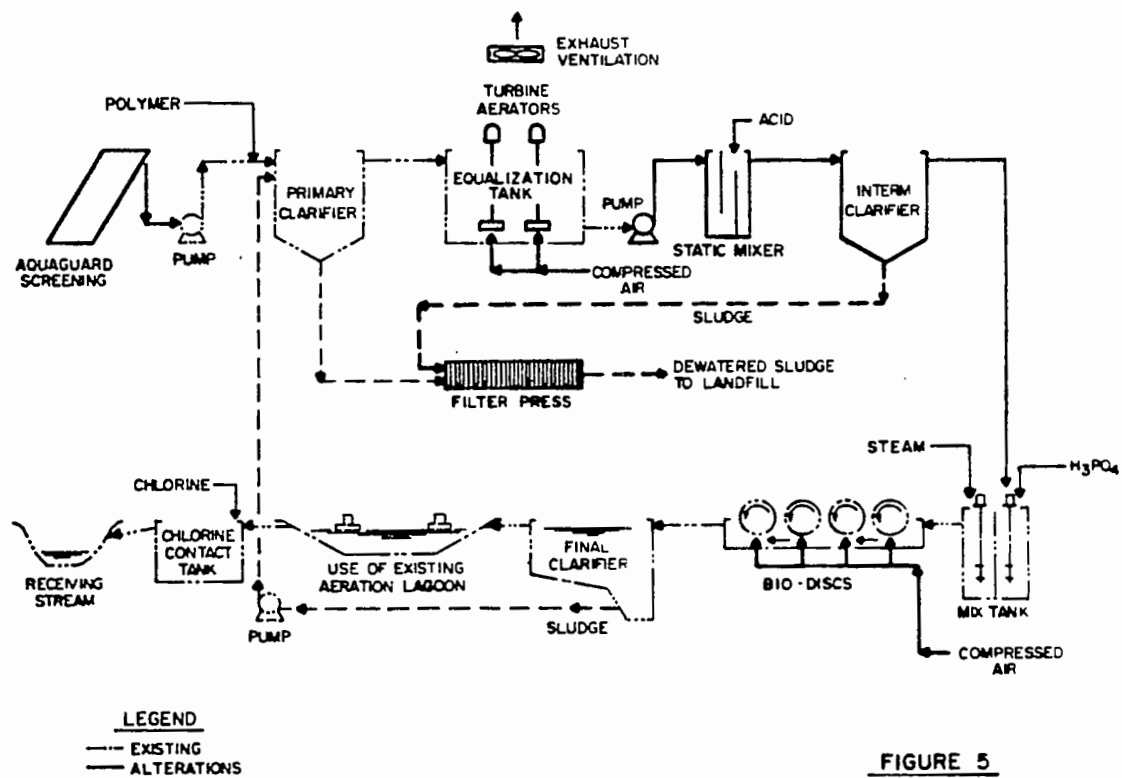 EXHAUST
VENTILATION
POLYMER
TURBINE
AERATORS
ACID
PRIMARY
CLARIFIER
EQUALIZATION
TANK
PUMP
INTERM
CLARIFIER
AQUAGUARD
SCREENING
PUMP
STATIC MIXER
COMPRESSED
AIR
SLUDGE
DEWATERED SLUDGE
TO LANDFILL
FILTER PRESS
STEAM
H₃PO₄
CHLORINE
CHLORINE
CONTACT
TANK
FINAL
CLARIFIER
RECEIVING
STREAM
USE OF EXISTING
AERATION LAGOON
BIO-DISCS
MIX TANK
PUMP
SLUDGE
COMPRESSED
AIR
LEGEND
EXISTING
ALTERATIONS
FIGURE 5